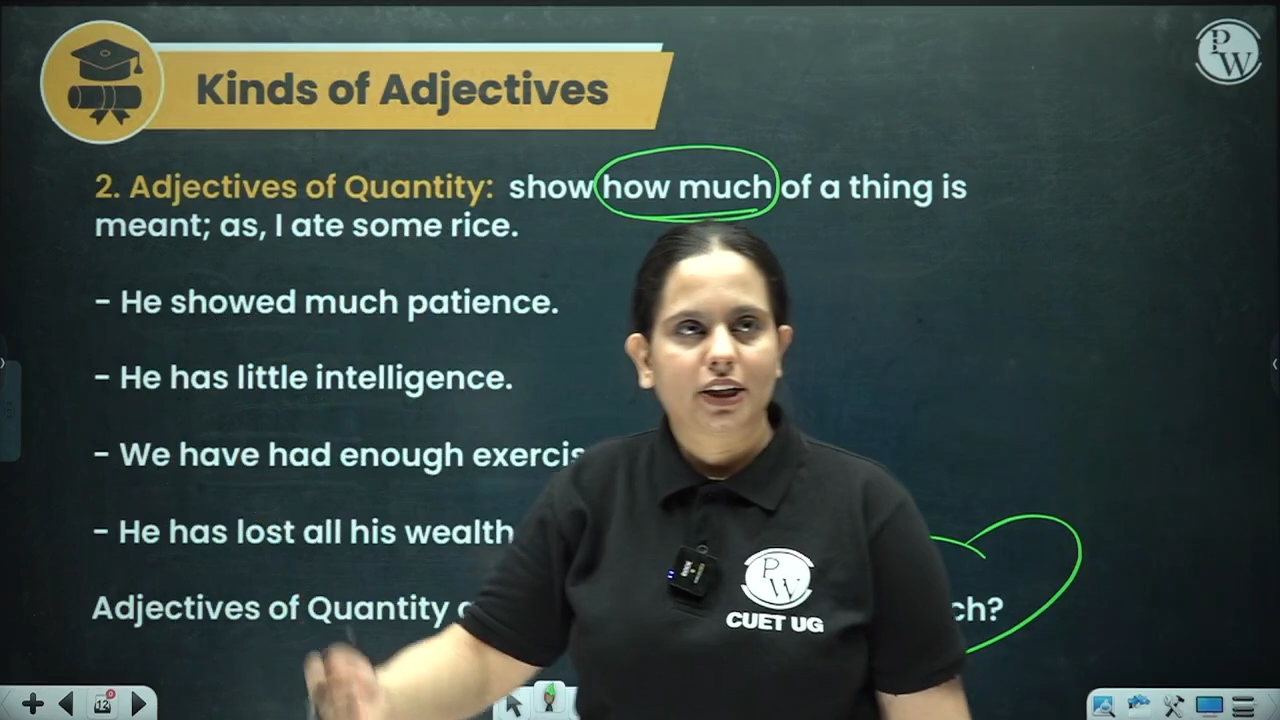 Kinds of Adjectives
PW
2. Adjectives of Quantity: show how much of a thing is
meant; as, I ate some rice.
- He showed much patience.
- He has little intelligence.
- We have had enough
- He has lost all his wealth
Adjectives of Quantity
PW
CUET UG
12